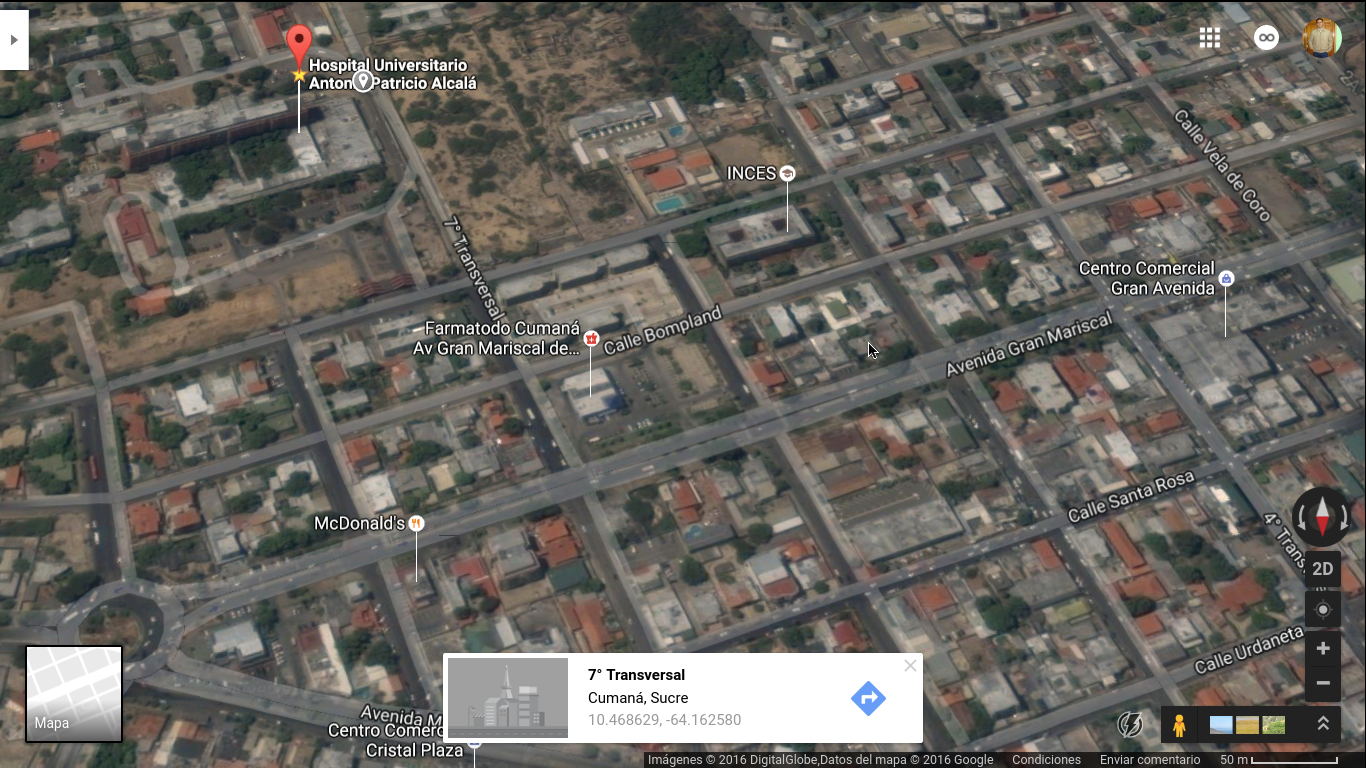 Hospital Universitario
Antonio Patricio Alcalá
2A
Calle Vela de Coro
INCES
7° Transversal
Centro Comercial
Gran Avenida
Farmatodo Cumaná
Av Gran Mariscal de...
Calle Bompland
Avenida Gran Mariscal
Calle Santa Rosa
McDonald's
4° Trans
2D
Calle Urdaneta
7° Transversal
Cumaná, Sucre
10.468629, -64.162580
Mapa
Avenida M
Centro Comerc
Cristal Plaza
Imágenes © 2016 DigitalGlobe,Datos del mapa © 2016 Google
Condiciones
Enviar comentario
50 m